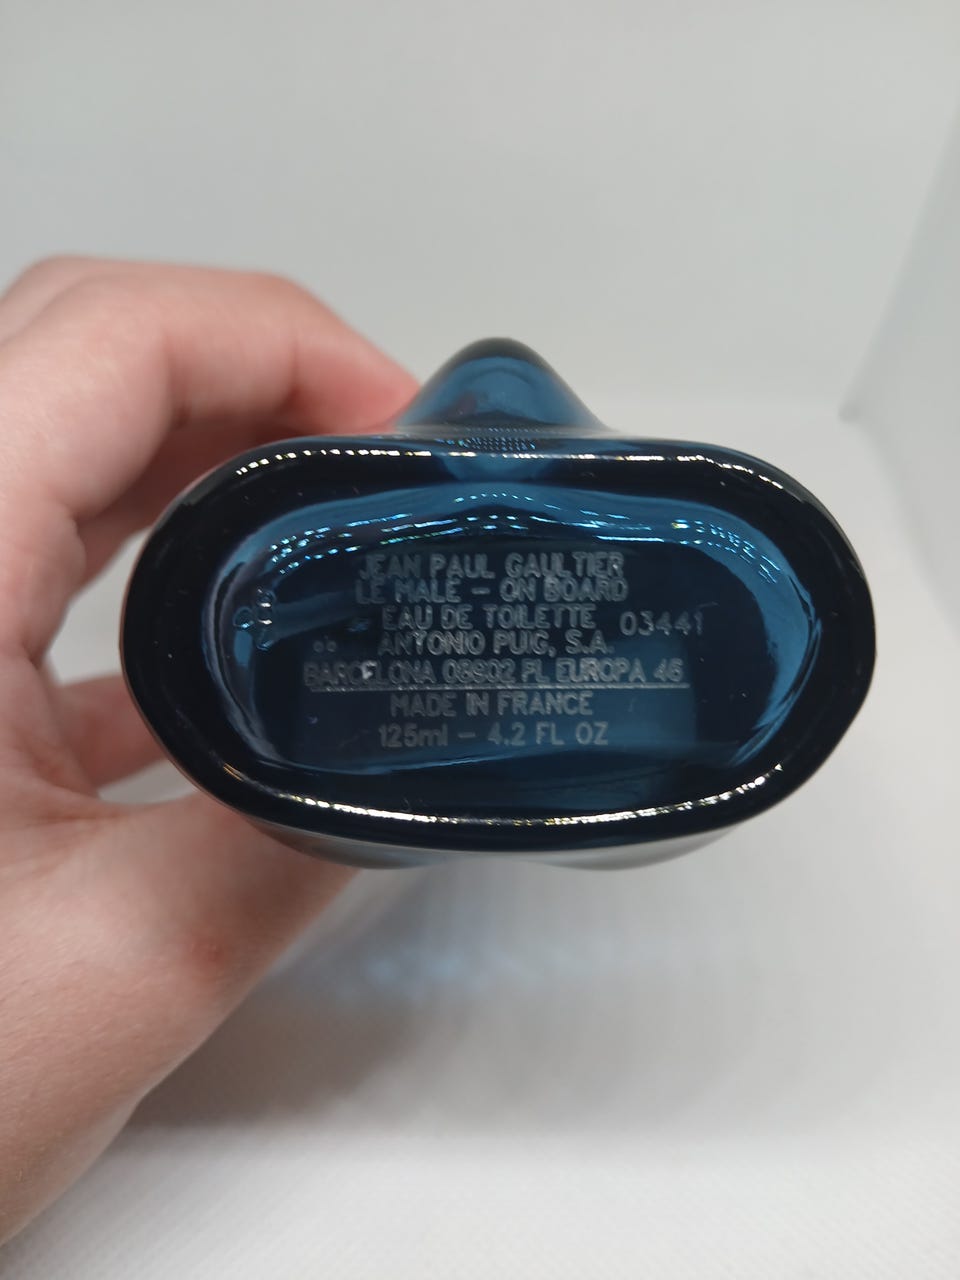 JEAN PAUL GAULTIER
LE MALE - ON BOARD
EAU DE TOILETTE 03441
ANTONIO PUIG, S.A.
BARCELONA 08902 PL EUROPA 46
MADE IN FRANCE
125ml - 4.2 FL OZ